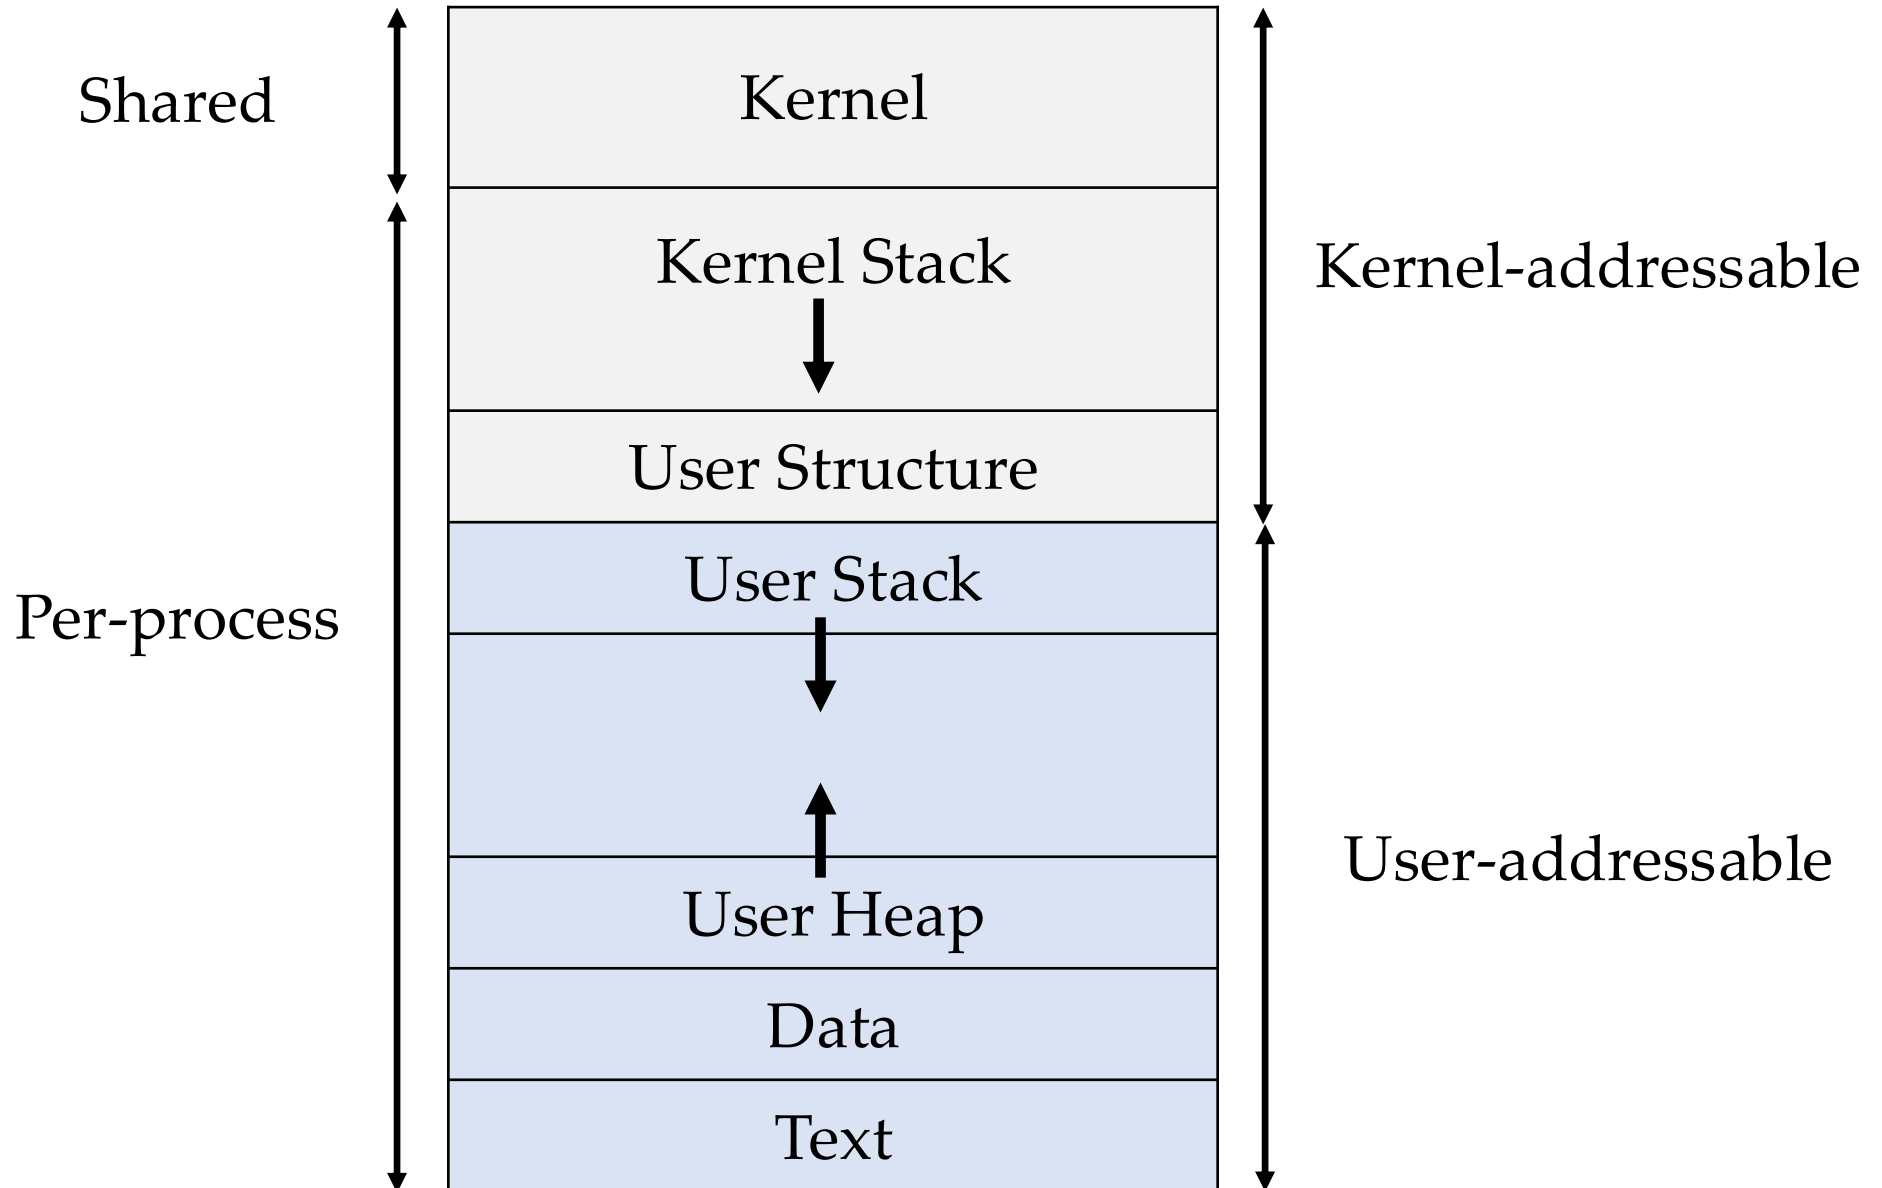 Shared
Kernel
Kernel Stack
Kernel-addressable
User Structure
User Stack
Per-process
User-addressable
User Heap
Data
Text